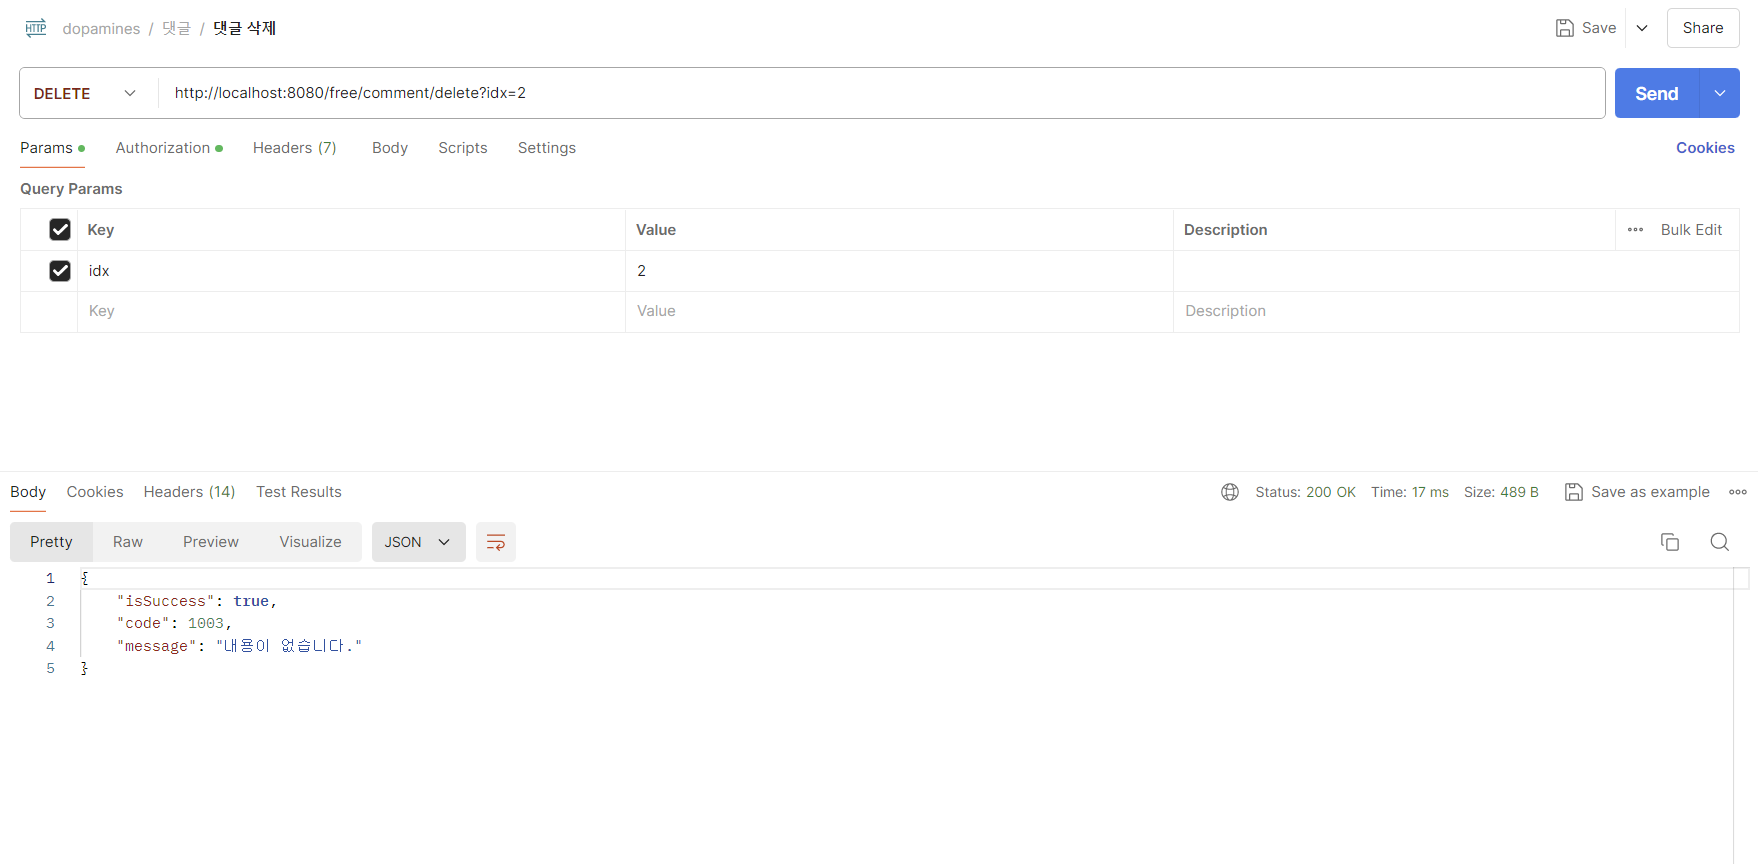 HTTP dopamines / 댓글 / 댓글 삭제 Save Share
DELETE http://localhost:8080/free/comment/delete?idx=2 Send
Params Authorization Headers (7) Body Scripts Settings Cookies
Query Params
Key Value Description Bulk Edit
idx 2
Key Value Description
Body Cookies Headers (14) Test Results Status: 200 OK Time: 17 ms Size: 489 B Save as example
Pretty Raw Preview Visualize JSON
1 {
2 "isSuccess": true,
3 "code": 1003,
4 "message": "내용이 없습니다."
5 }